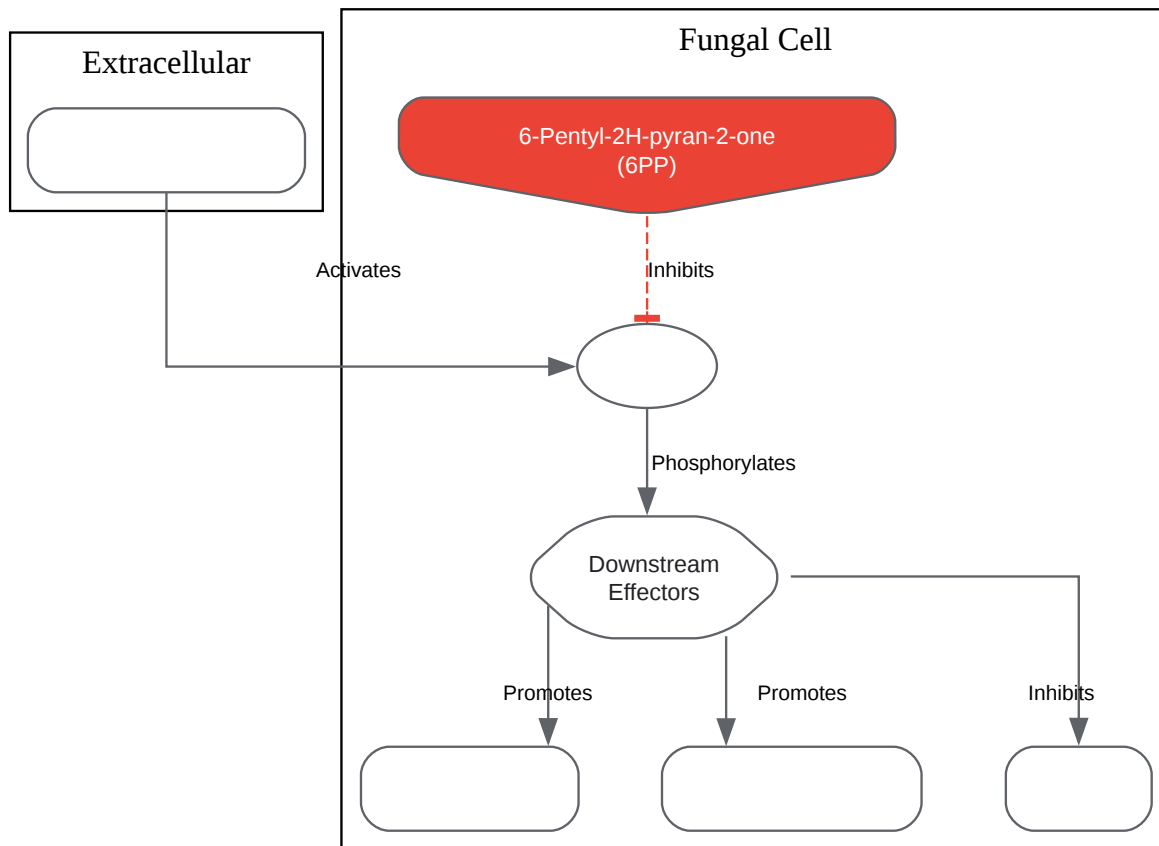 Extracellular
Fungal Cell
6-Pentyl-2H-pyran-2-one
(6PP)
Activates
Inhibits
Phosphorylates
Downstream
Effectors
Promotes
Promotes
Inhibits